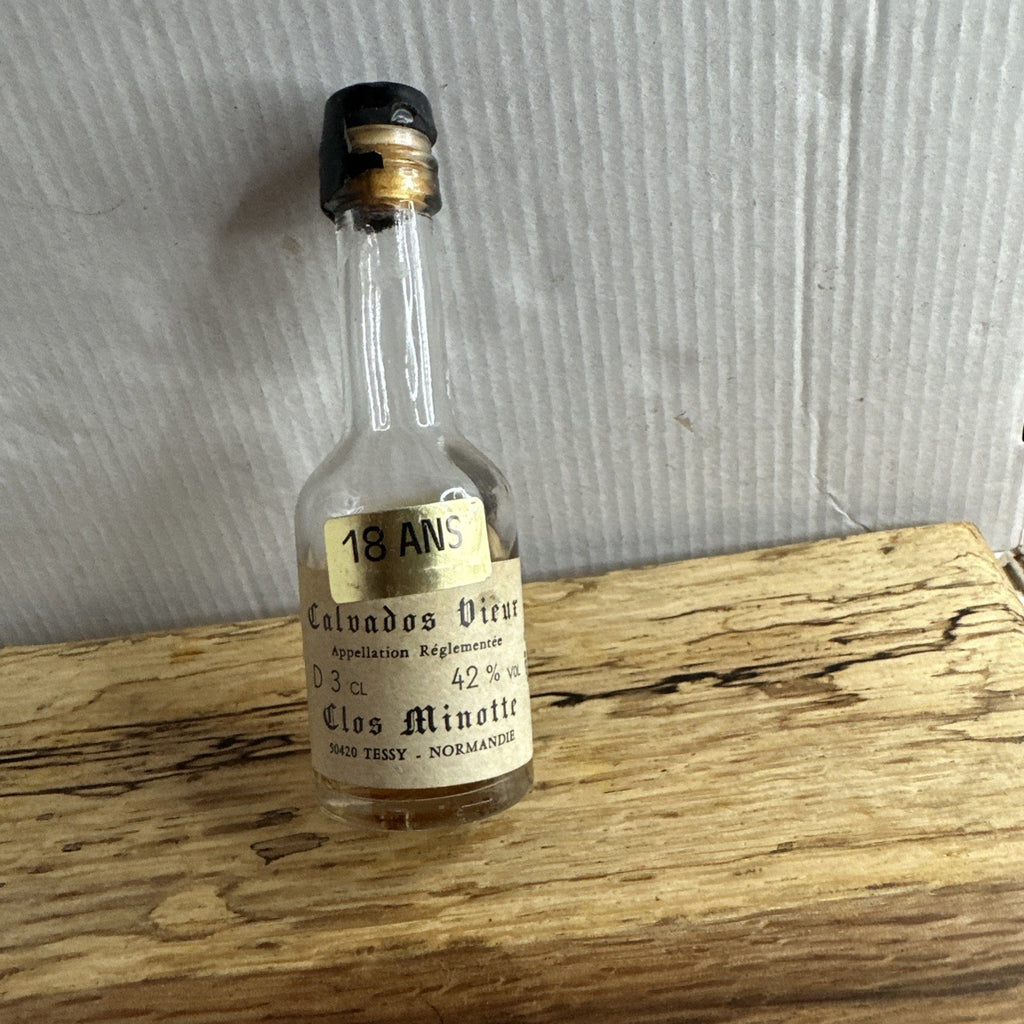 18 ANS
Calvados Vieux
Appellation Réglementée
D 3 CL 42 % VOL
Clos Minotte
50420 TESSY - NORMANDIE